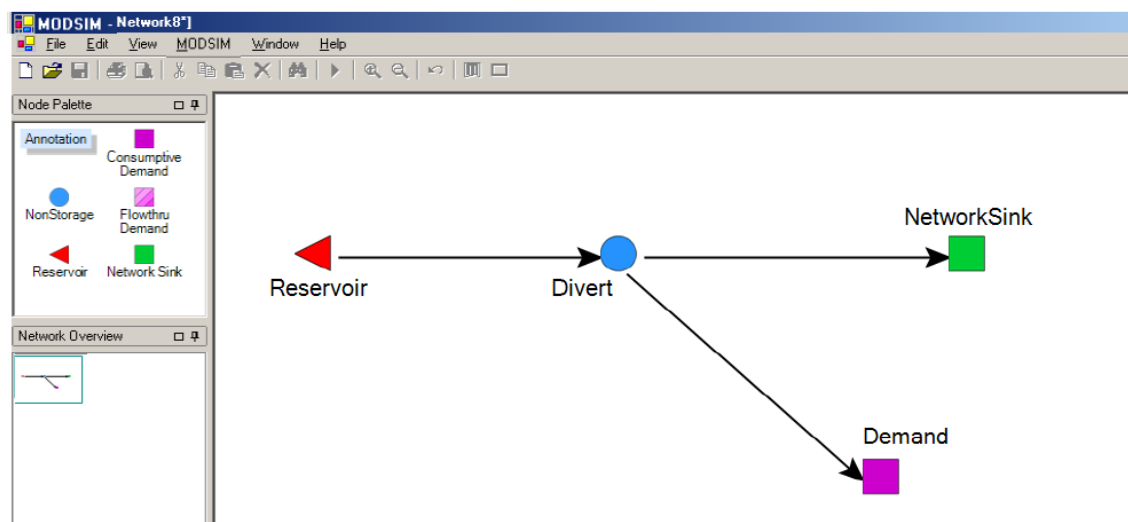 MODSIM - Network8*]
File Edit View MODSIM Window Help
Node Palette
Annotation
Consumptive
Demand
NonStorage
Flowthru
Demand
Reservoir
Network Sink
Network Overview
NetworkSink
Reservoir
Divert
Demand